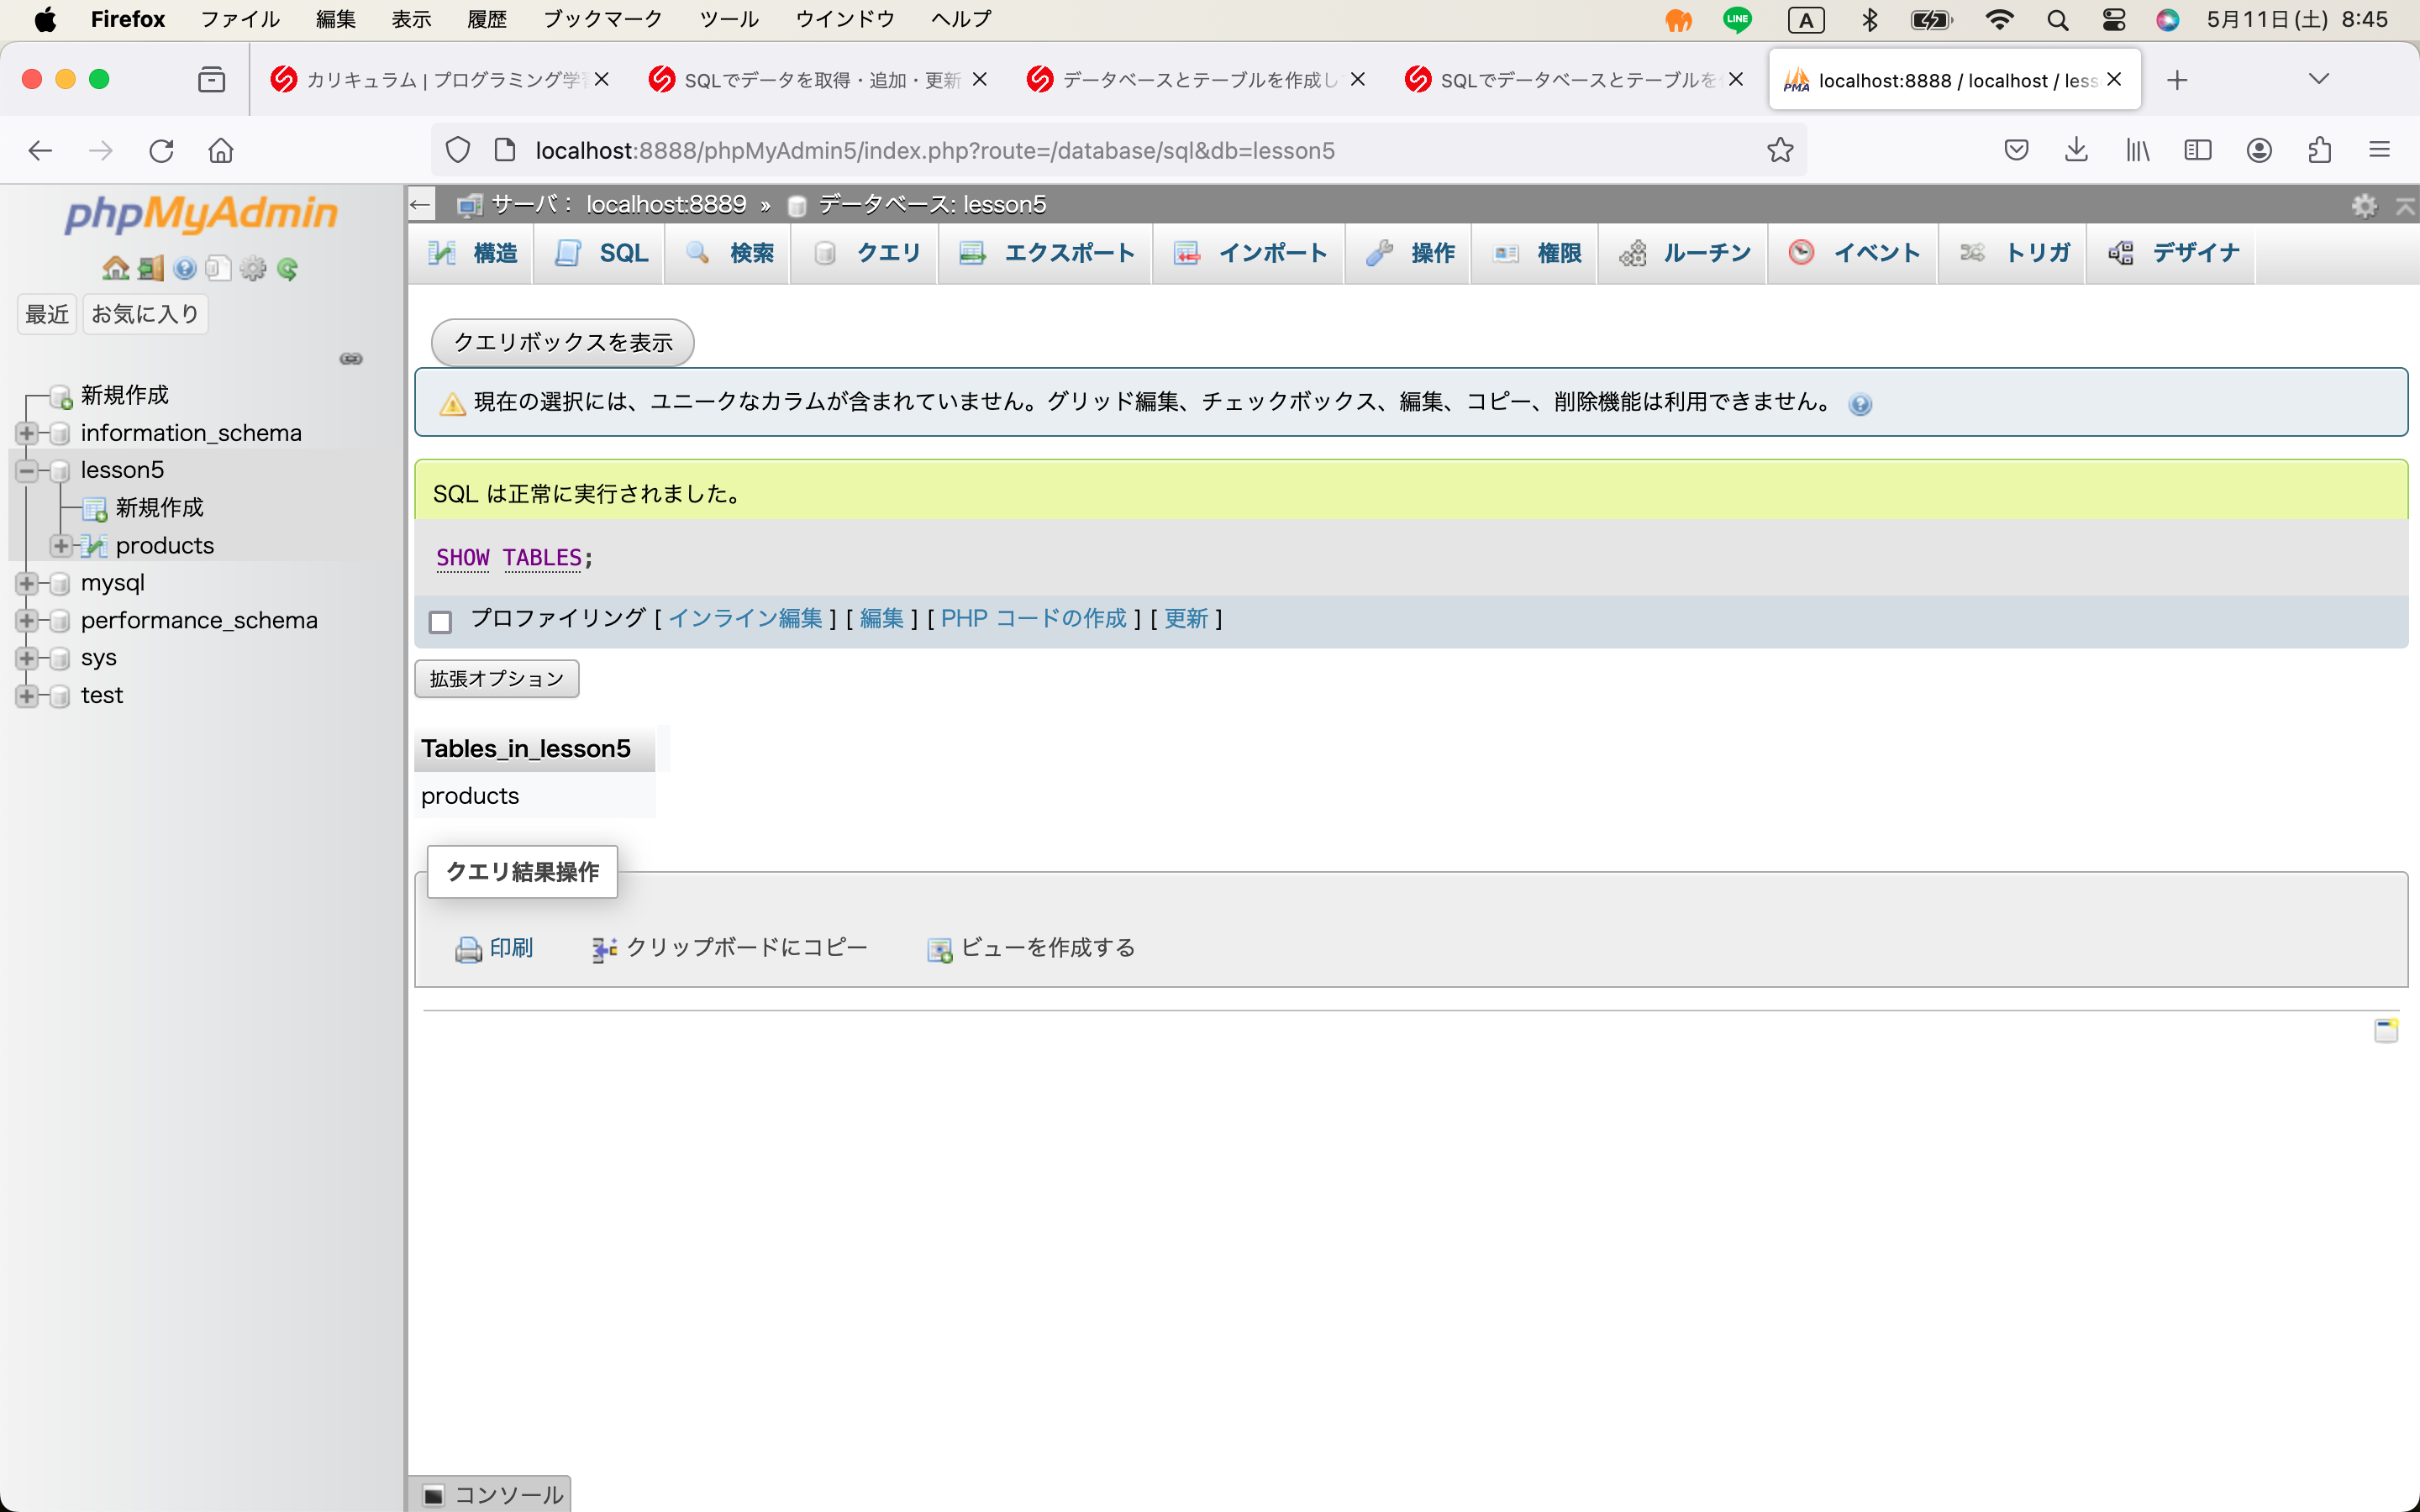 Firefox ファイル 編集 表示 履歴 ブックマーク ツール ウインドウ ヘルプ LINE A 5月11日(土) 8:45
カリキュラム | プログラミング学習 SQLでデータを取得・追加・更新 データベースとテーブルを作成し SQLでデータベースとテーブルを PMA localhost:8888 / localhost / less
localhost:8888/phpMyAdmin5/index.php?route=/database/sql&db=lesson5
phpMyAdmin
最近 お気に入り
新規作成
information_schema
lesson5
新規作成
products
mysql
performance_schema
sys
test
サーバ: localhost:8889 » データベース: lesson5
構造 SQL 検索 クエリ エクスポート インポート 操作 権限 ルーチン イベント トリガ デザイナ
クエリボックスを表示
現在の選択には、ユニークなカラムが含まれていません。グリッド編集、チェックボックス、編集、コピー、削除機能は利用できません。
SQL は正常に実行されました。
SHOW TABLES;
プロファイリング [ インライン編集 ] [ 編集 ] [ PHP コードの作成 ] [ 更新 ]
拡張オプション
Tables_in_lesson5
products
クエリ結果操作
印刷 クリップボードにコピー ビューを作成する
コンソール